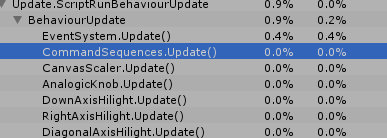 Update.ScriptRunBehaviourUpdate 0.9% 0.0%
BehaviourUpdate 0.9% 0.2%
EventSystem.Update() 0.4% 0.4%
CommandSequences.Update() 0.0% 0.0%
CanvasScaler.Update() 0.0% 0.0%
AnalogicKnob.Update() 0.0% 0.0%
DownAxisHilight.Update() 0.0% 0.0%
RightAxisHilight.Update() 0.0% 0.0%
DiagonalAxisHilight.Update() 0.0% 0.0%